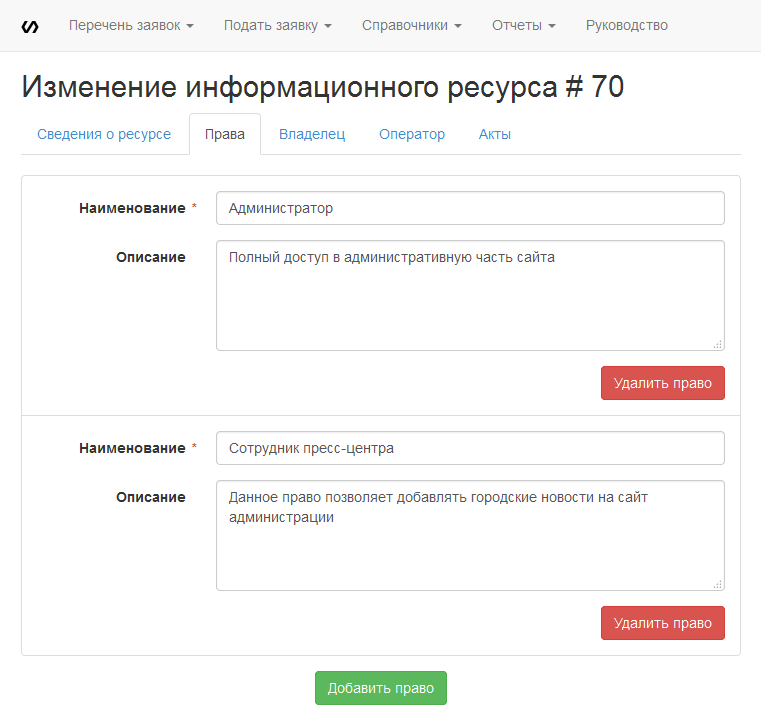 Перечень заявок Подать заявку Справочники Отчеты Руководство
Изменение информационного ресурса # 70
Сведения о ресурсе Права Владелец Оператор Акты
Наименование * Администратор
Описание Полный доступ в административную часть сайта
Удалить право
Наименование * Сотрудник пресс-центра
Описание Данное право позволяет добавлять городские новости на сайт
администрации
Удалить право
Добавить право